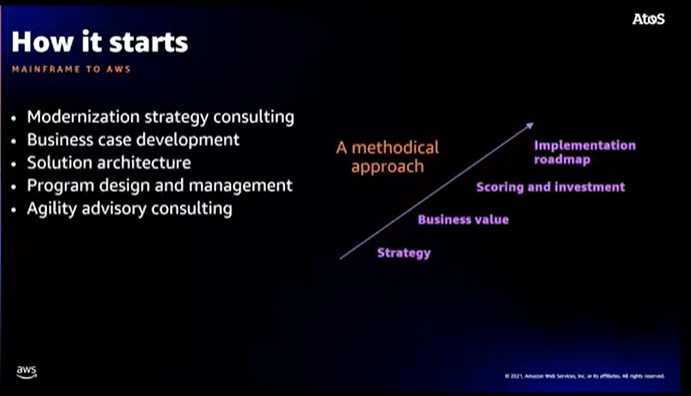 Atos
How it starts
MAINFRAME TO AWS
• Modernization strategy consulting
• Business case development
• Solution architecture
• Program design and management
• Agility advisory consulting
A methodical
approach
Implementation
roadmap
Scoring and investment
Business value
Strategy
aws
© 2021, Amazon Web Services, Inc. or its affiliates. All rights reserved.